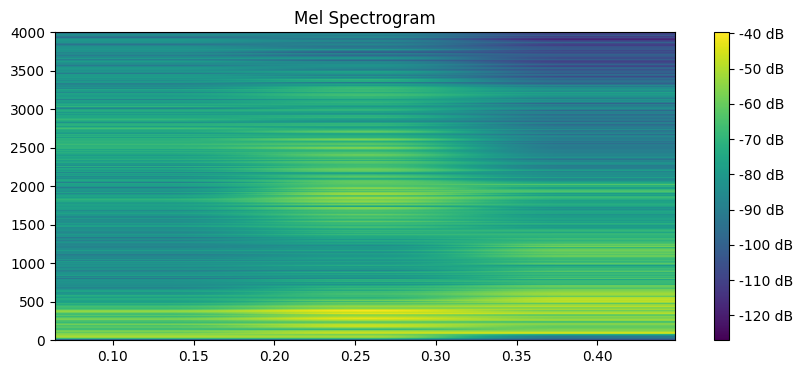 Mel Spectrogram
4000
3500
3000
2500
2000
1500
1000
500
0
0.10 0.15 0.20 0.25 0.30 0.35 0.40
-40 dB
-50 dB
-60 dB
-70 dB
-80 dB
-90 dB
-100 dB
-110 dB
-120 dB